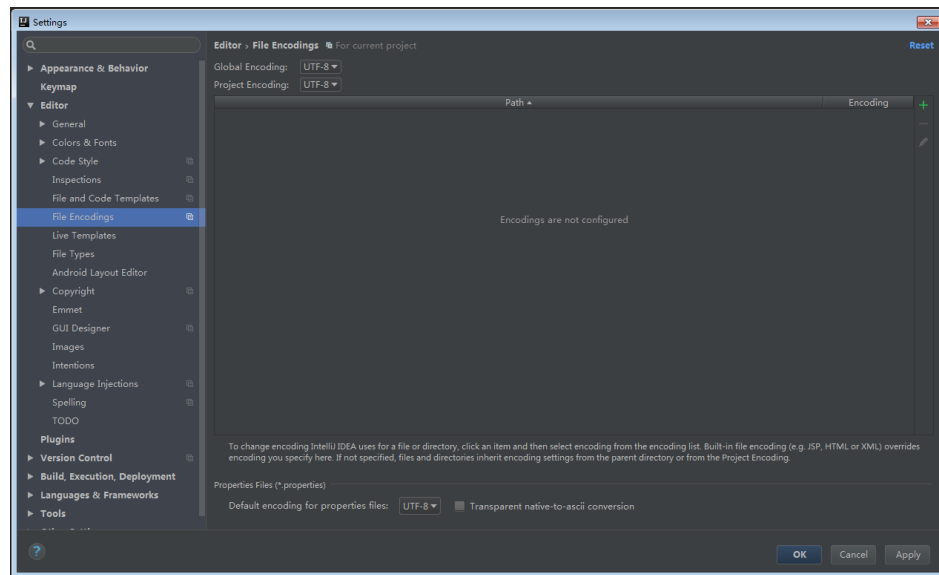 Settings
Editor › File Encodings For current project
Reset
Appearance & Behavior
Keymap
Editor
General
Colors & Fonts
Code Style
Inspections
File and Code Templates
File Encodings
Live Templates
File Types
Android Layout Editor
Copyright
Emmet
GUI Designer
Images
Intentions
Language Injections
Spelling
TODO
Plugins
Version Control
Build, Execution, Deployment
Languages & Frameworks
Tools
Global Encoding: UTF-8
Project Encoding: UTF-8
Path Encoding
Encodings are not configured
To change encoding IntelliJ IDEA uses for a file or directory, click an item and then select encoding from the encoding list. Built-in file encoding (e.g. JSP, HTML or XML) overrides
encoding you specify here. If not specified, files and directories inherit encoding settings from the parent directory or from the Project Encoding.
Properties Files (*.properties)
Default encoding for properties files: UTF-8 Transparent native-to-ascii conversion
?
OK Cancel Apply